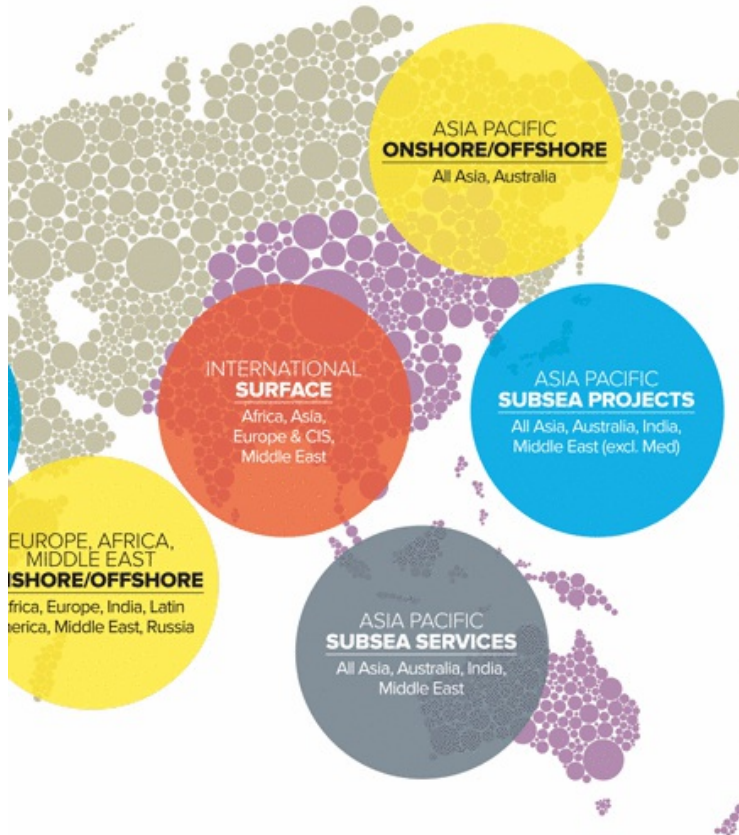 ASIA PACIFIC
ONSHORE/OFFSHORE
All Asia, Australia
INTERNATIONAL
SURFACE
Africa, Asia,
Europe & CIS,
Middle East
ASIA PACIFIC
SUBSEA PROJECTS
All Asia, Australia, India,
Middle East (excl. Med)
EUROPE, AFRICA,
MIDDLE EAST
NSHORE/OFFSHORE
frica, Europe, India, Latin
merica, Middle East, Russia
ASIA PACIFIC
SUBSEA SERVICES
All Asia, Australia, India,
Middle East